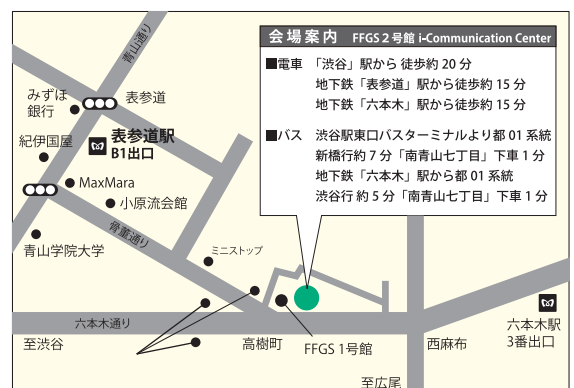 会場案内 FFGS 2号館 i-Communication Center
■電車 「渋谷」駅から 徒歩約 20 分
地下鉄「表参道」駅から徒歩約 15 分
地下鉄「六本木」駅から徒歩約 15 分
■バス 渋谷駅東口バスターミナルより都 01 系統
新橋行約 7 分「南青山七丁目」下車 1 分
地下鉄「六本木」駅から都 01 系統
渋谷行 約 5 分「南青山七丁目」下車 1 分
青山通り
みずほ
銀行
表参道
紀伊国屋
表参道駅
B1出口
MaxMara
小原流会館
骨董通り
青山学院大学
ミニストップ
六本木通り
至渋谷
高樹町
FFGS 1号館
西麻布
六本木駅
3番出口
至広尾